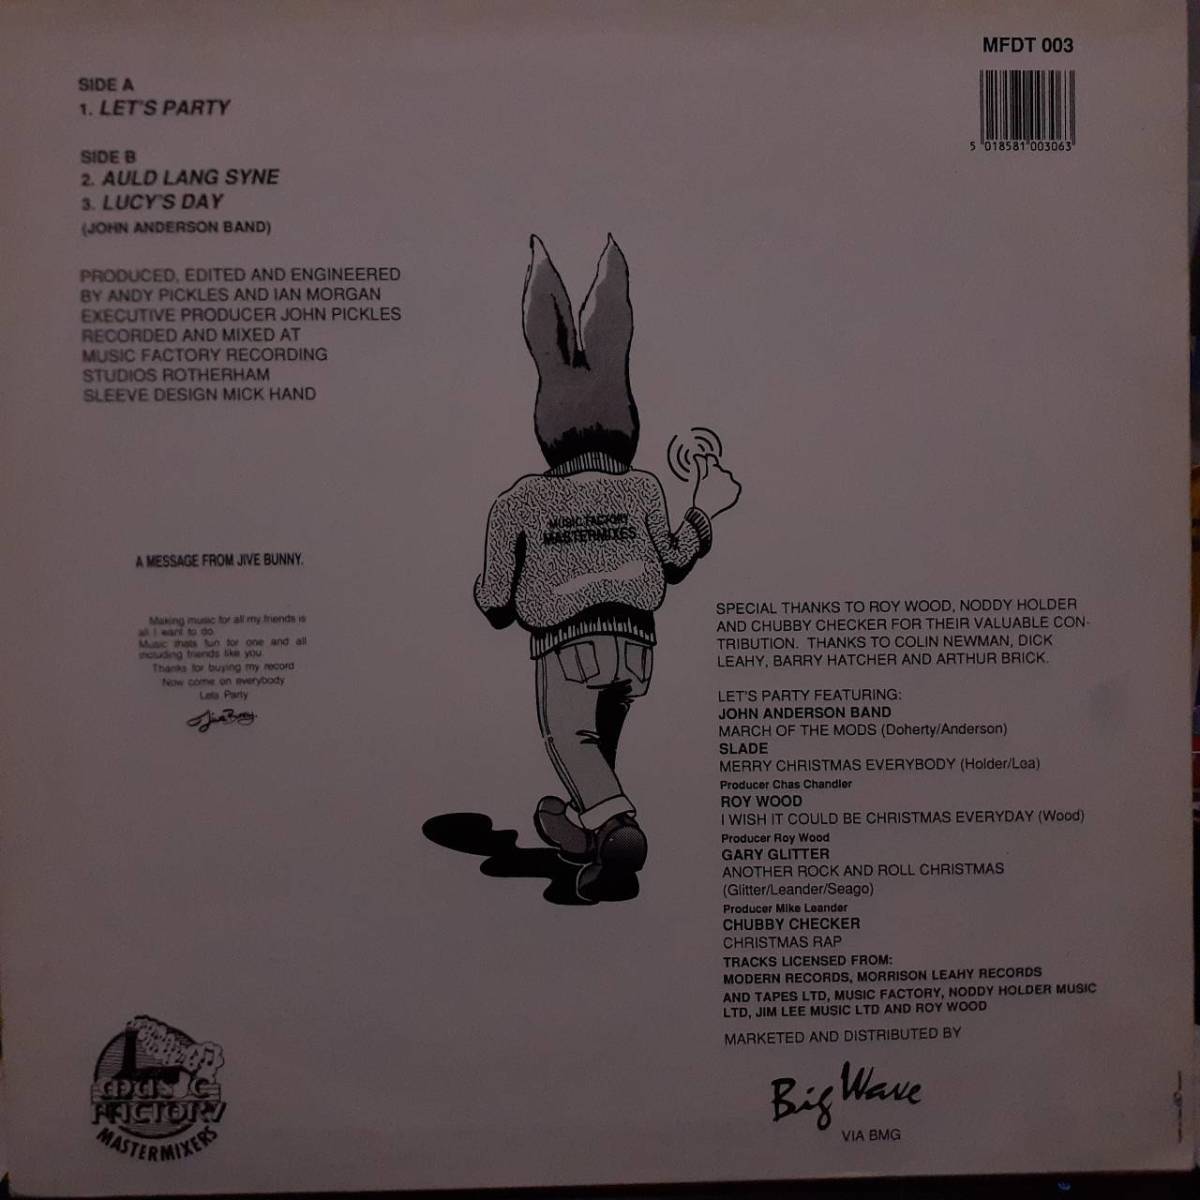 MFDT 003
5 018581 003063
SIDE A
1. LET'S PARTY
SIDE B
2. AULD LANG SYNE
3. LUCY'S DAY
(JOHN ANDERSON BAND)
PRODUCED, EDITED AND ENGINEERED
BY ANDY PICKLES AND IAN MORGAN
EXECUTIVE PRODUCER JOHN PICKLES
RECORDED AND MIXED AT
MUSIC FACTORY RECORDING
STUDIOS ROTHERHAM
SLEEVE DESIGN MICK HAND
MUSIC FACTORY
MASTERMIXES
A MESSAGE FROM JIVE BUNNY.
Making music for all my friends is
all I want to do
Music thats fun for one and all
including friends like you.
Thanks for buying my record
Now come on everybody
Lets Party
Jive Bunny.
SPECIAL THANKS TO ROY WOOD, NODDY HOLDER
AND CHUBBY CHECKER FOR THEIR VALUABLE CON-
TRIBUTION. THANKS TO COLIN NEWMAN, DICK
LEAHY, BARRY HATCHER AND ARTHUR BRICK.
LET'S PARTY FEATURING:
JOHN ANDERSON BAND
MARCH OF THE MODS (Doherty/Anderson)
SLADE
MERRY CHRISTMAS EVERYBODY (Holder/Lea)
Producer Chas Chandler
ROY WOOD
I WISH IT COULD BE CHRISTMAS EVERYDAY (Wood)
Producer Roy Wood
GARY GLITTER
ANOTHER ROCK AND ROLL CHRISTMAS
(Glitter/Leander/Seago)
Producer Mike Leander
CHUBBY CHECKER
CHRISTMAS RAP
TRACKS LICENSED FROM:
MODERN RECORDS, MORRISON LEAHY RECORDS
AND TAPES LTD, MUSIC FACTORY, NODDY HOLDER MUSIC
LTD, JIM LEE MUSIC LTD AND ROY WOOD
MARKETED AND DISTRIBUTED BY
Big Wave
VIA BMG
MUSIC
FACTORY
MASTERMIXERS